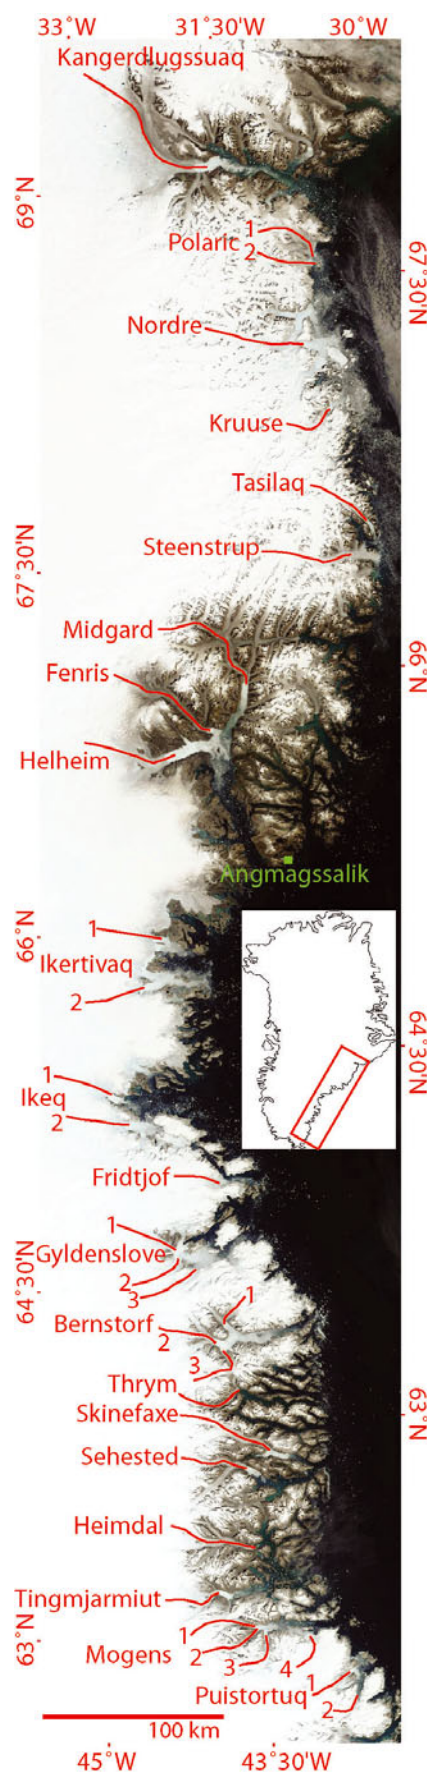 33°W 31°30'W 30°W
Kangerdlugssuaq
69°N
1
Polaric 2
67°30'N
Nordre
Kruuse
Tasilaq
Steenstrup
67°30'N
Midgard
66°N
Fenris
Helheim
Angmagssalik
1
66°N
Ikertivaq
2
64°30'N
1
Ikeq
2
Fridtjof
1
Gyldenslove
2
3
64°30'N
1
Bernstorf
2
3
Thrym
Skinefaxe
63°N
Sehested
Heimdal
Tingmjarmiut
1
63°N
Mogens 2 3 4
1
Puistortuq 2
100 km
45°W 43°30'W